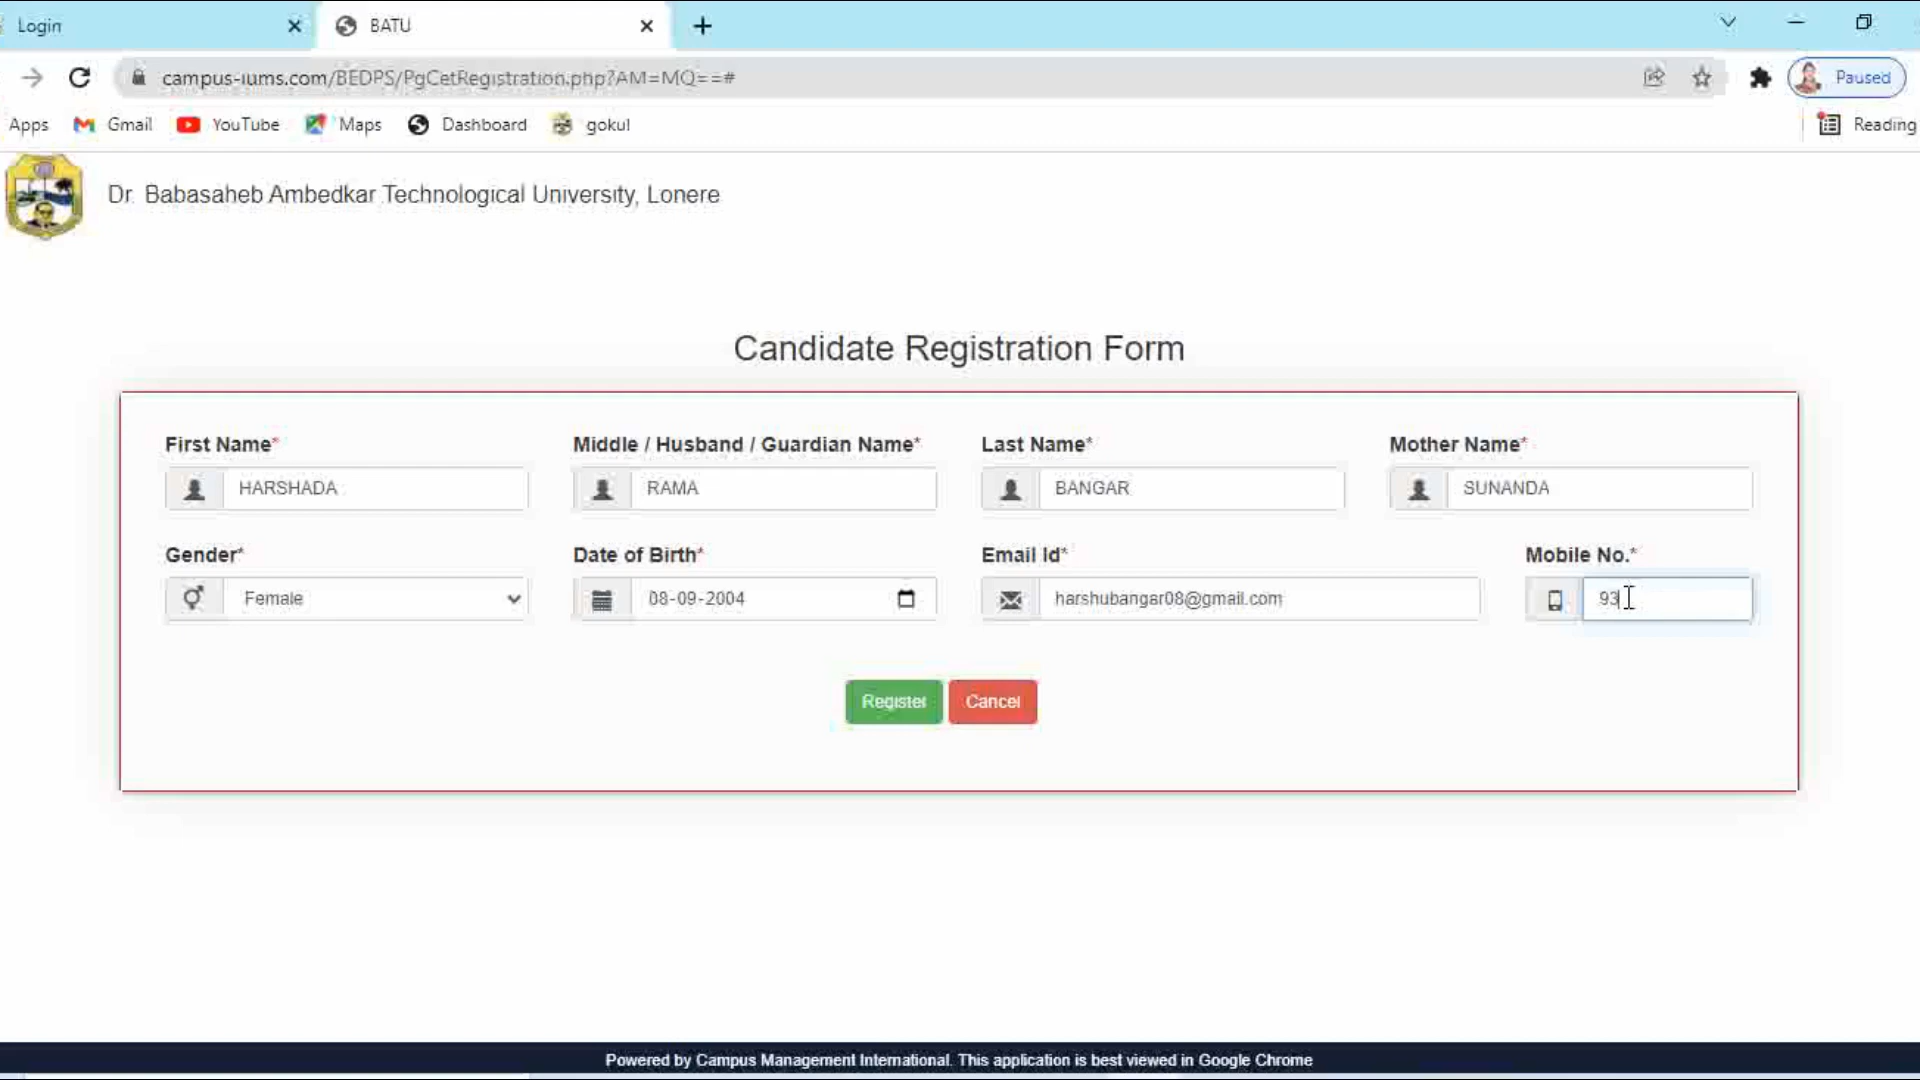 Login
BATU
campus-iums.com/BEDPS/PgCetRegistration.php?AM=MQ==#
Paused
Apps Gmail YouTube Maps Dashboard gokul Reading
Dr. Babasaheb Ambedkar Technological University, Lonere
Candidate Registration Form
First Name* Middle / Husband / Guardian Name* Last Name* Mother Name*
HARSHADA RAMA BANGAR SUNANDA
Gender* Date of Birth* Email Id* Mobile No.*
Female 08-09-2004 harshubangar08@gmail.com 93
Register Cancel
Powered by Campus Management International. This application is best viewed in Google Chrome